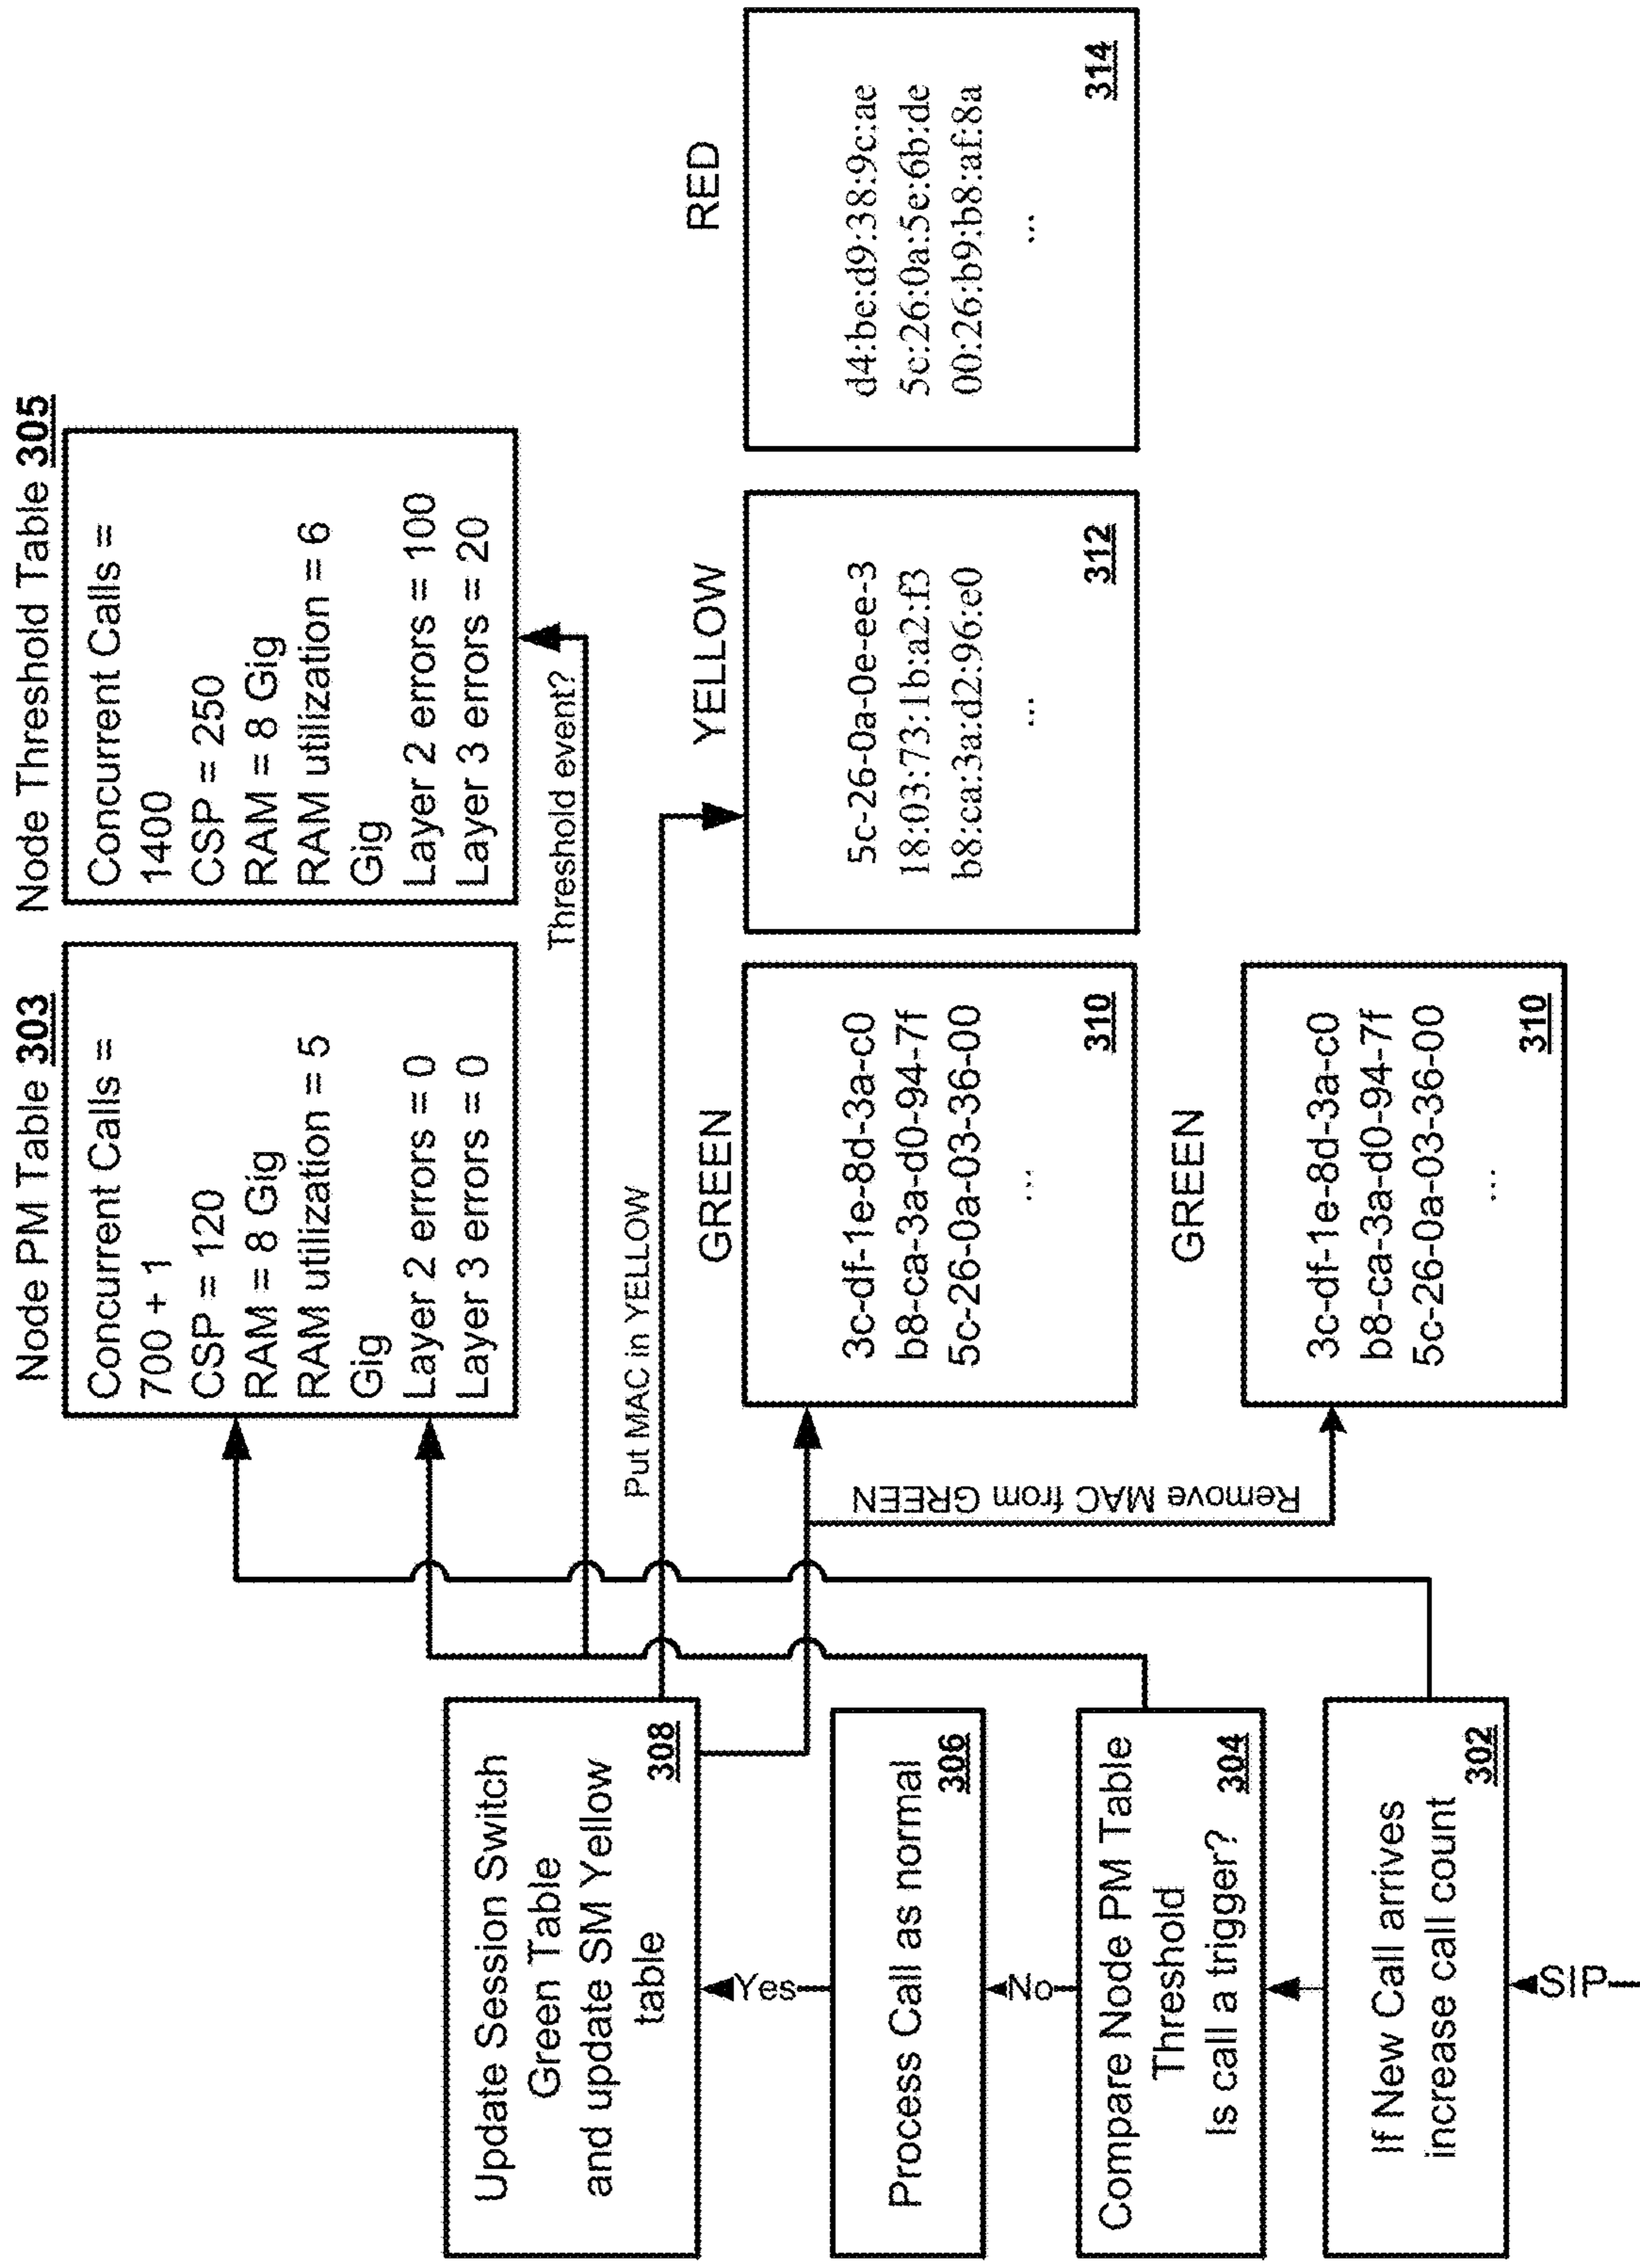 Node PM Table 303
Concurrent Calls =
700 + 1
CSP = 120
RAM = 8 Gig
RAM utilization = 5
Gig
Layer 2 errors = 0
Layer 3 errors = 0
Node Threshold Table 305
Concurrent Calls =
1400
CSP = 250
RAM = 8 Gig
RAM utilization = 6
Gig
Layer 2 errors = 100
Layer 3 errors = 20
Threshold event?
Update Session Switch
Green Table
and update SM Yellow
table
308
Put MAC in YELLOW
Yes
Process Call as normal
306
No
Compare Node PM Table
Threshold
Is call a trigger?
304
If New Call arrives
increase call count
302
SIP
GREEN
3c-df-1e-8d-3a-c0
b8-ca-3a-d0-94-7f
5c-26-0a-03-36-00
...
310
YELLOW
5c-26-0a-0e-ee-3
18:03:73:1b:a2:f3
b8:ca:3a:d2:96:e0
...
312
RED
d4:be:d9:38:9c:ae
5c:26:0a:5e:6b:de
00:26:b9:b8:af:8a
...
314
Remove MAC from GREEN
GREEN
3c-df-1e-8d-3a-c0
b8-ca-3a-d0-94-7f
5c-26-0a-03-36-00
...
310